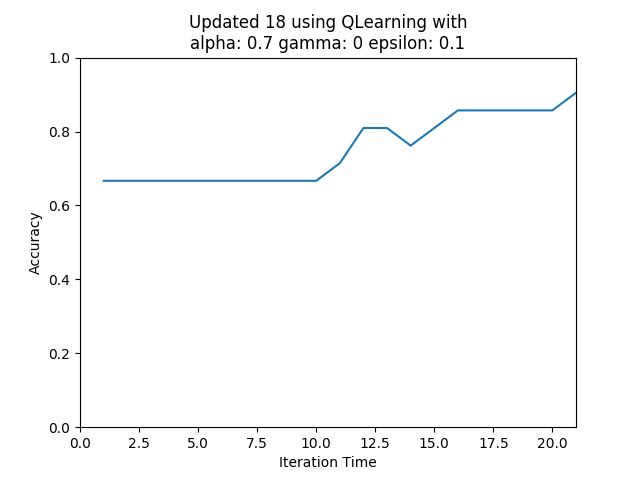 Updated 18 using QLearning with
alpha: 0.7 gamma: 0 epsilon: 0.1
1.0
0.8
0.6
0.4
0.2
0.0
Accuracy
0.0 2.5 5.0 7.5 10.0 12.5 15.0 17.5 20.0
Iteration Time